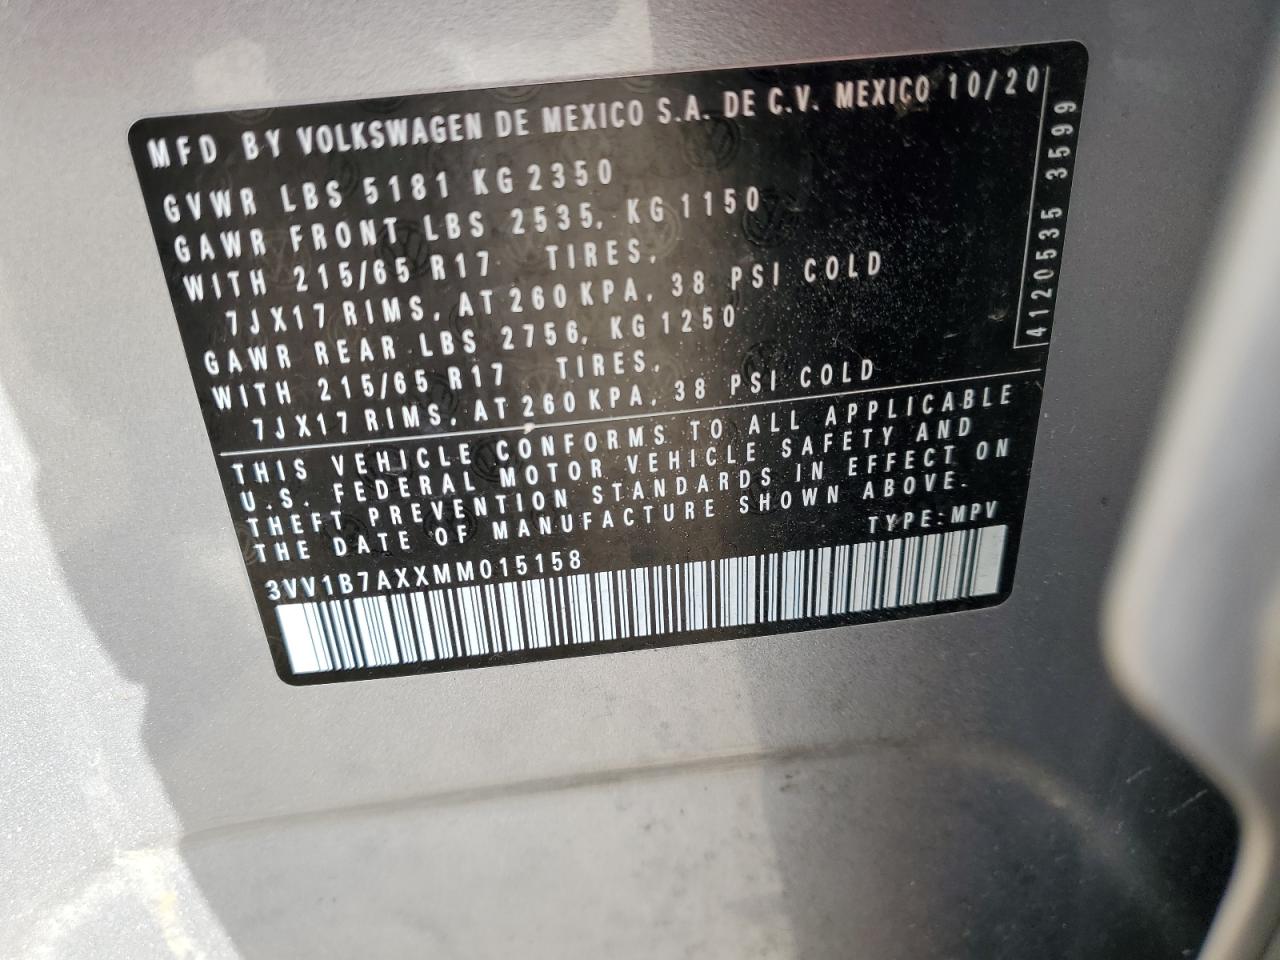 MFD BY VOLKSWAGEN DE MEXICO S.A. DE C.V. MEXICO 10/20
GVWR LBS 5181 KG 2350
GAWR FRONT LBS 2535, KG 1150
WITH 215/65 R17 TIRES,
7JX17 RIMS, AT 260 KPA, 38 PSI COLD
GAWR REAR LBS 2756, KG 1250
WITH 215/65 R17 TIRES,
7JX17 RIMS, AT 260 KPA, 38 PSI COLD
4120535 3599
THIS VEHICLE CONFORMS TO ALL APPLICABLE
U.S. FEDERAL MOTOR VEHICLE SAFETY AND
THEFT PREVENTION STANDARDS IN EFFECT ON
THE DATE OF MANUFACTURE SHOWN ABOVE.
TYPE:MPV
3VV1B7AXXMM015158